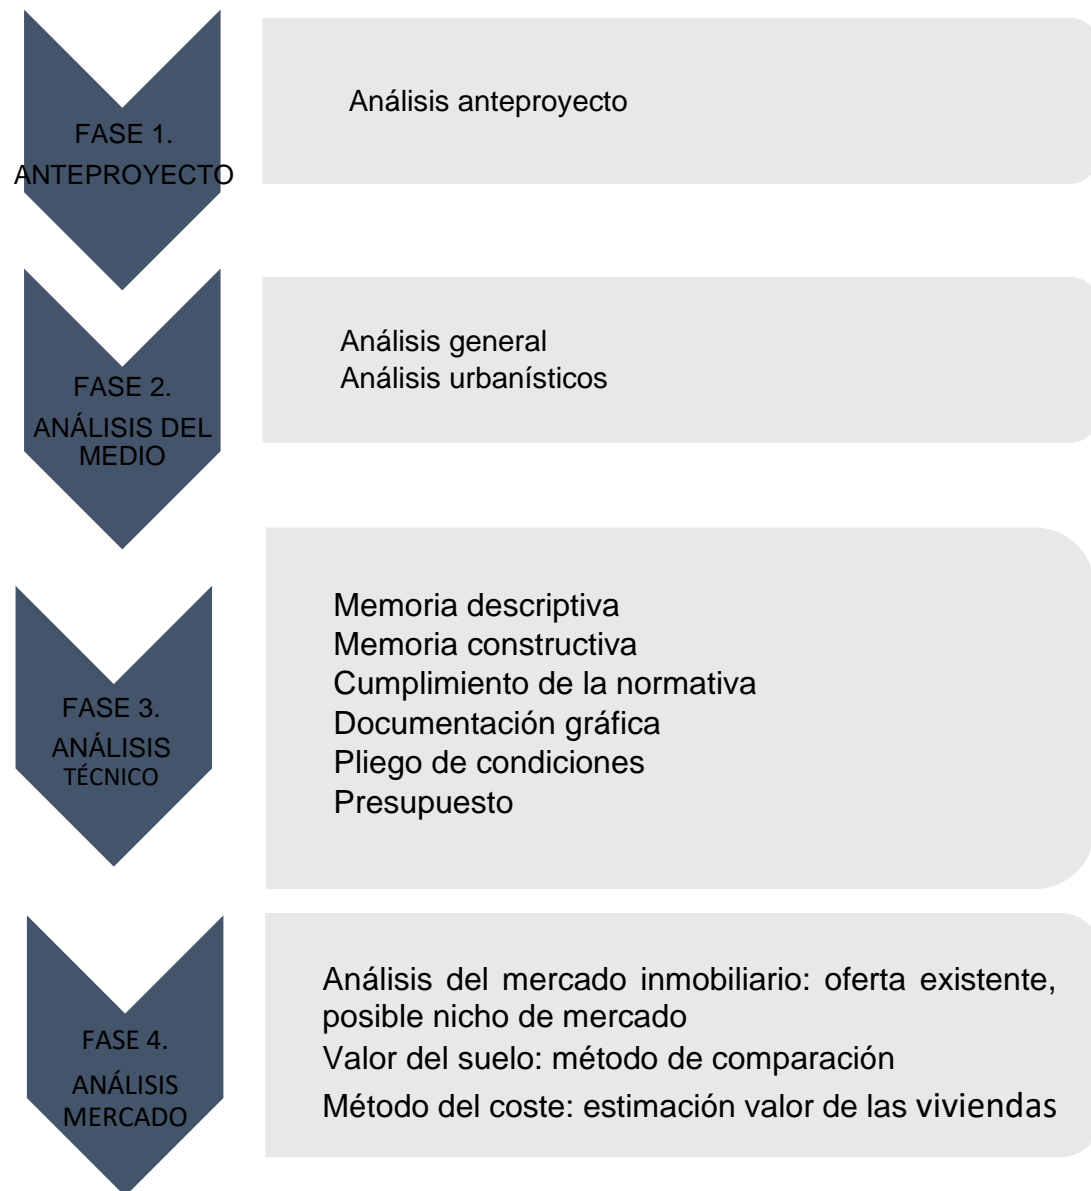 FASE 1.
ANTEPROYECTO
Análisis anteproyecto
FASE 2.
ANÁLISIS DEL
MEDIO
Análisis general
Análisis urbanísticos
FASE 3.
ANÁLISIS
TÉCNICO
Memoria descriptiva
Memoria constructiva
Cumplimiento de la normativa
Documentación gráfica
Pliego de condiciones
Presupuesto
FASE 4.
ANÁLISIS
MERCADO
Análisis del mercado inmobiliario: oferta existente,
posible nicho de mercado
Valor del suelo: método de comparación
Método del coste: estimación valor de las viviendas